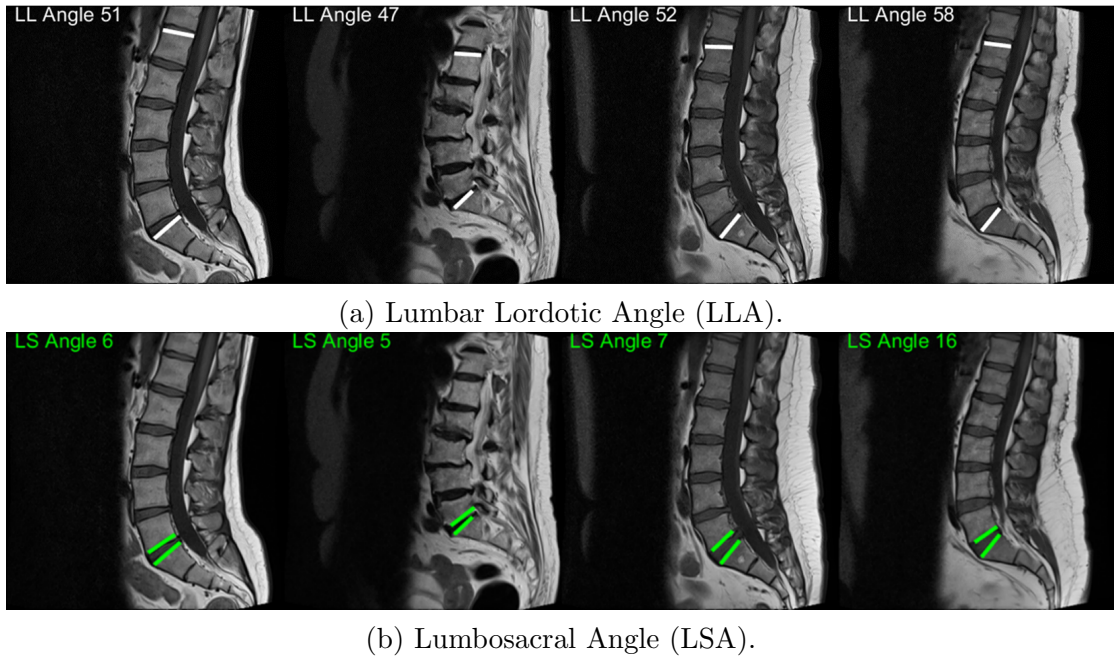 LL Angle 51 LL Angle 47 LL Angle 52 LL Angle 58
(a) Lumbar Lordotic Angle (LLA).
LS Angle 6 LS Angle 5 LS Angle 7 LS Angle 16
(b) Lumbosacral Angle (LSA).